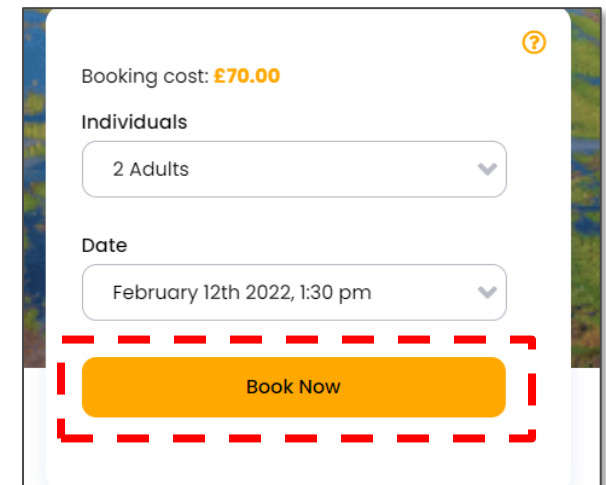 ?
Booking cost: £70.00
Individuals
2 Adults
Date
February 12th 2022, 1:30 pm
Book Now